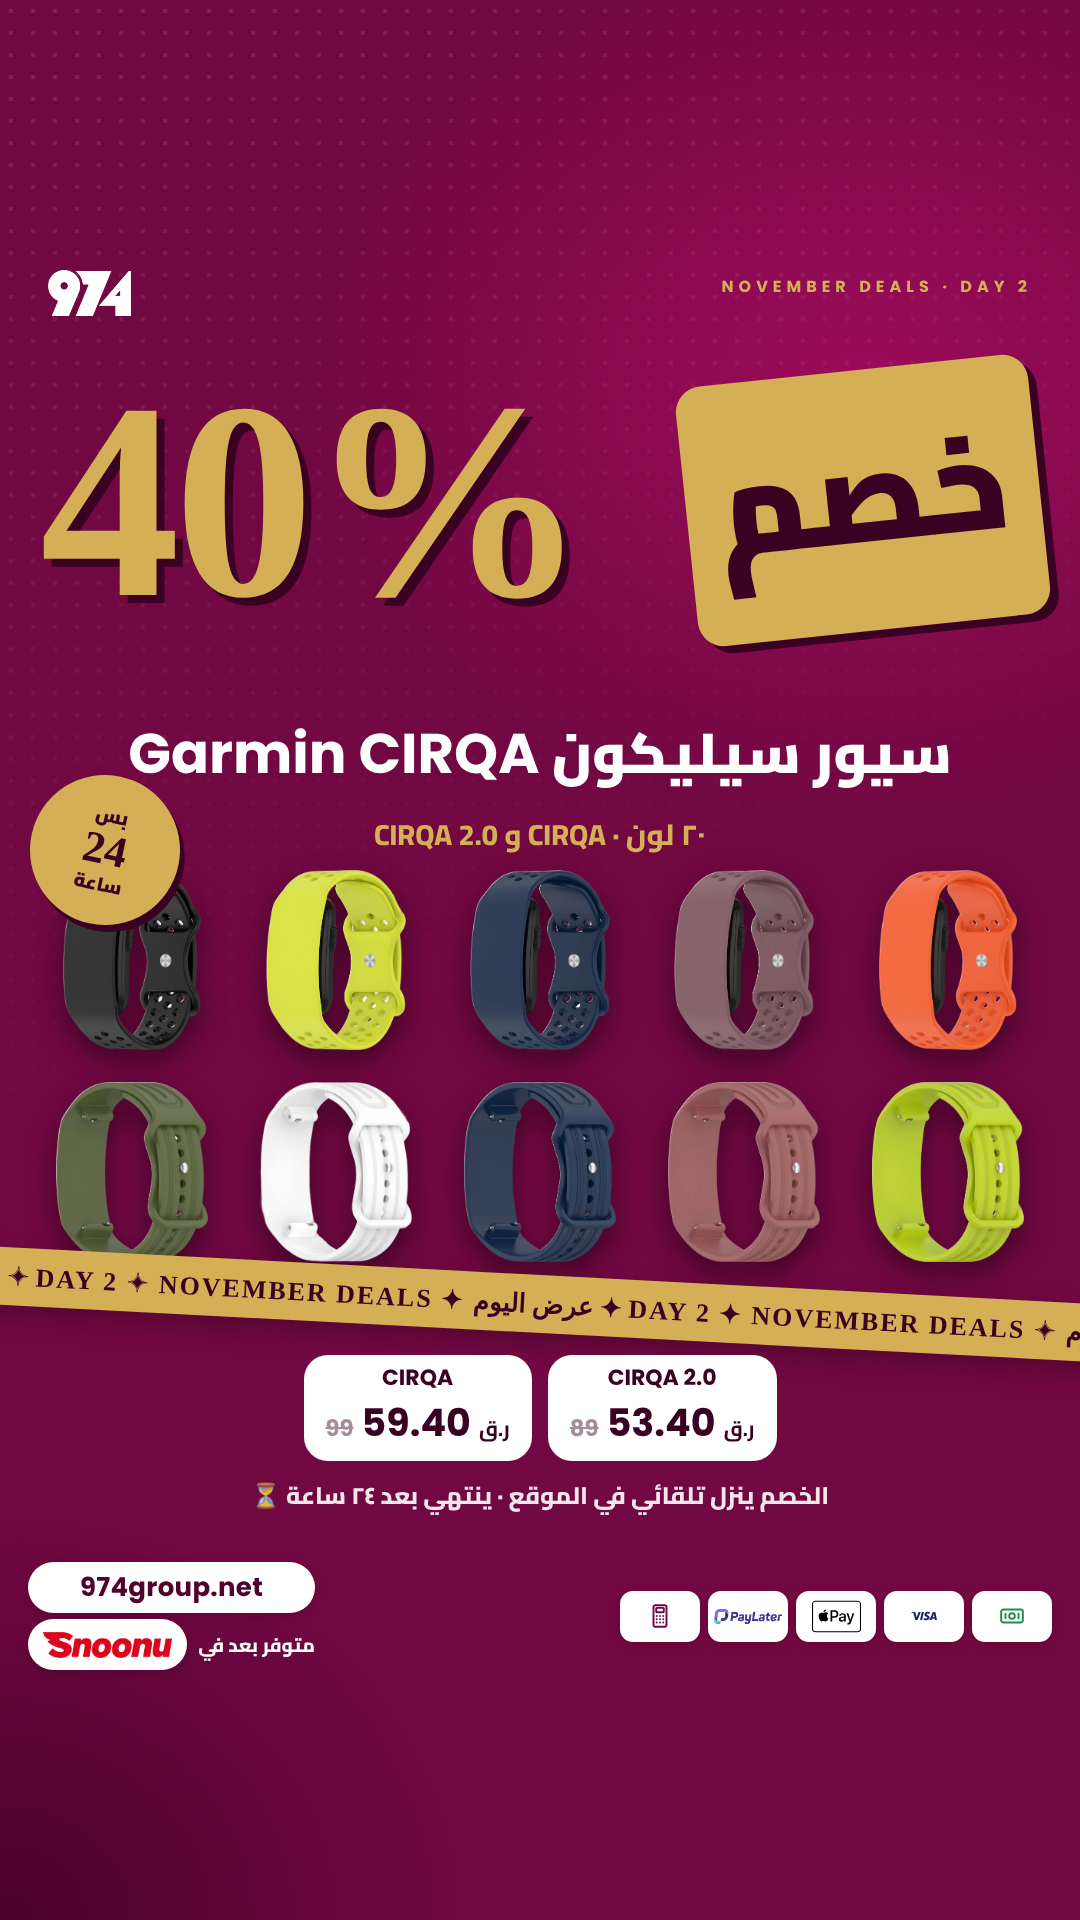 974
NOVEMBER DEALS · DAY 2
40%
خصم
سيور سيليكون Garmin CIRQA
٢٠ لون · CIRQA و CIRQA 2.0
بس
24
ساعة
✦ DAY 2 ✦ NOVEMBER DEALS ✦ عرض اليوم ✦ DAY 2 ✦ NOVEMBER DEALS ✦
CIRQA
99 59.40 ر.ق
CIRQA 2.0
89 53.40 ر.ق
الخصم ينزل تلقائي في الموقع · ينتهي بعد ٢٤ ساعة ⏳
974group.net
متوفر بعد في Snoonu
PayLater
Pay
VISA